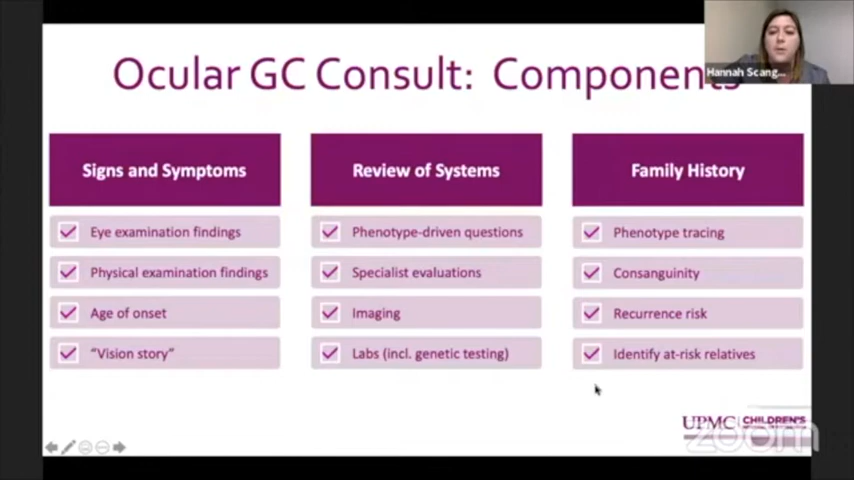 Ocular GC Consult: Components
Hannah Scang...
Signs and Symptoms
Eye examination findings
Physical examination findings
Age of onset
"Vision story"
Review of Systems
Phenotype-driven questions
Specialist evaluations
Imaging
Labs (incl. genetic testing)
Family History
Phenotype tracing
Consanguinity
Recurrence risk
Identify at-risk relatives
UPMC CHILDREN'S
zoom